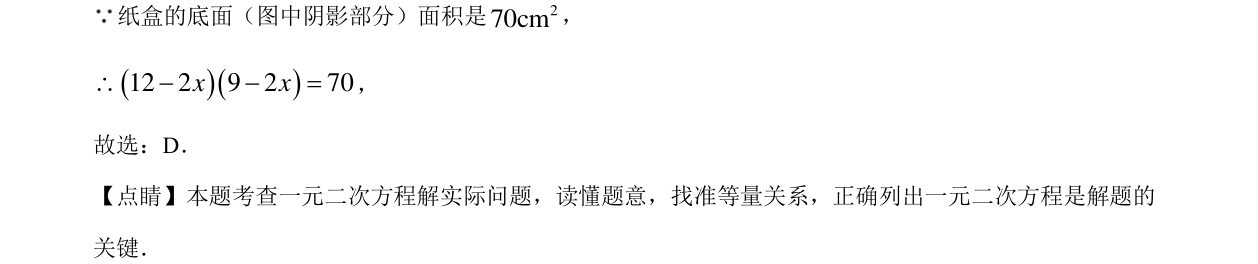 ∵纸盒的底面（图中阴影部分）面积是70cm²，
∴(12−2x)(9−2x)=70，
故选：D．
【点睛】本题考查一元二次方程解实际问题，读懂题意，找准等量关系，正确列出一元二次方程是解题的
关键．